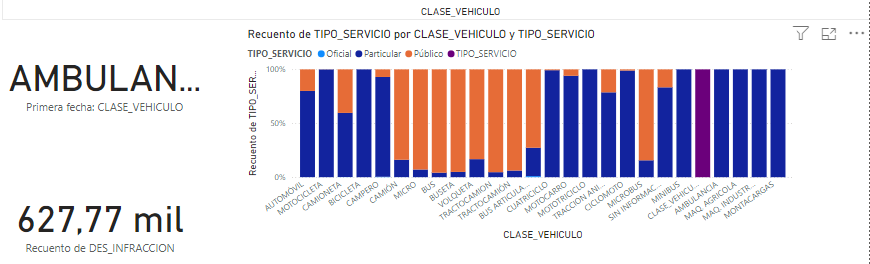 CLASE_VEHICULO
AMBULAN...
Primera fecha: CLASE_VEHICULO
627,77 mil
Recuento de DES_INFRACCION
Recuento de TIPO_SERVICIO por CLASE_VEHICULO y TIPO_SERVICIO
TIPO_SERVICIO Oficial Particular Público TIPO_SERVICIO
Recuento de TIPO_SER...
100%
50%
0%
AUTOMÓVIL
MOTOCICLETA
CAMIONETA
BICICLETA
CAMPERO
CAMIÓN
MICRO
BUS
BUSETA
VOLQUETA
TRACTOCAMION
TRACTOCAMIÓN
BUS ARTICULA...
CUATRICICLO
MOTOCARRO
MOTOTRICICLO
TRACCION ANI...
CICLOMOTO
MICROBUS
SIN INFORMAC...
MINIBUS
CLASE_VEHICU...
AMBULANCIA
MAQ. AGRICOLA
MAQ. INDUSTR...
MONTACARGAS
CLASE_VEHICULO